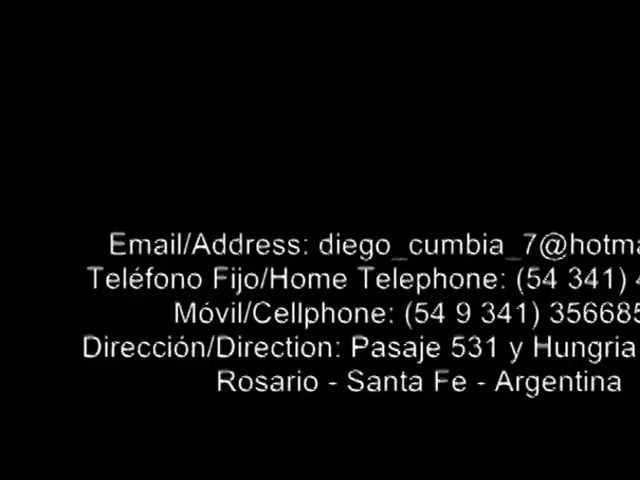 Email/Address: diego_cumbia_7@hotma
Teléfono Fijo/Home Telephone: (54 341) 4
Móvil/Cellphone: (54 9 341) 356685
Dirección/Direction: Pasaje 531 y Hungria
Rosario - Santa Fe - Argentina